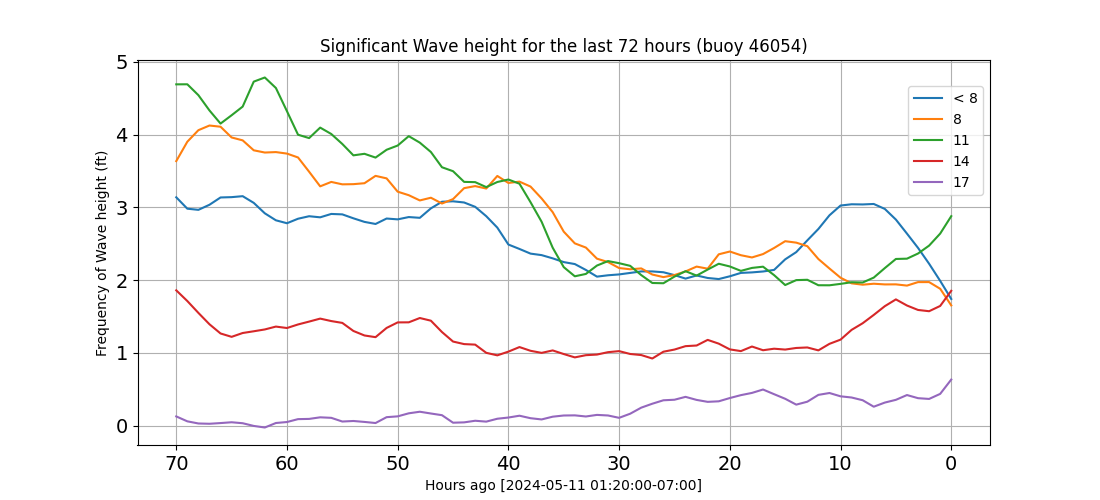 Significant Wave height for the last 72 hours (buoy 46054)
Frequency of Wave height (ft)
5
4
3
2
1
0
< 8
8
11
14
17
70 60 50 40 30 20 10 0
Hours ago [2024-05-11 01:20:00-07:00]